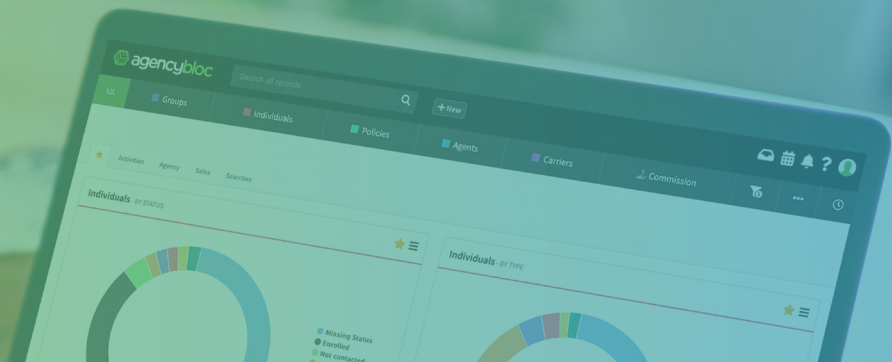 agencybloc
Search all records
+ New
Groups
Individuals
Policies
Agents
Carriers
Commission
Activities
Agency
Sales
Searches
Individuals - BY STATUS
Individuals - BY TYPE
Missing Status
Enrolled
Not contacted